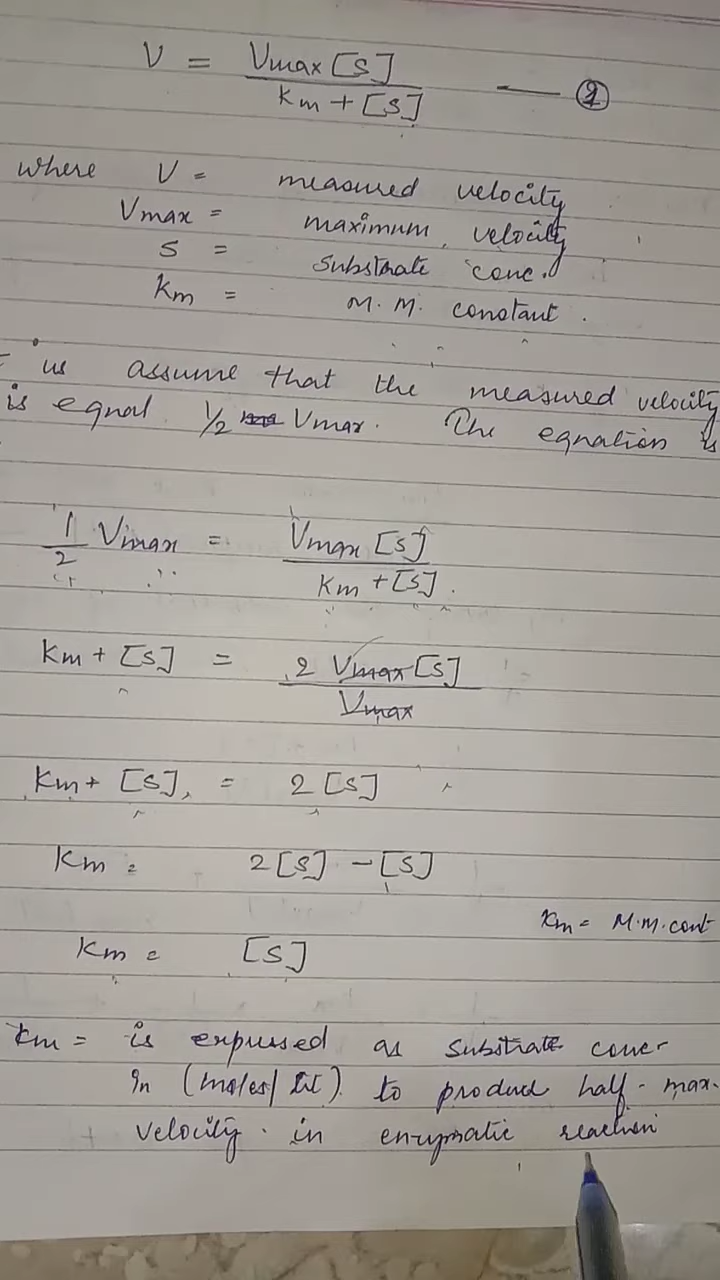 V = Vmax [S] / Km + [S] — ②
where V = measured velocity
Vmax = maximum velocity
S = Substrate conc.
Km = M.M. constant.
us assume that the measured velocity
is equal 1/2 Vmax. The equation is
1/2 Vmax = Vmax [S] / Km + [S].
Km + [S] = 2 Vmax [S] / Vmax
Km + [S] = 2 [S]
Km = 2 [S] - [S]
Km = M.M. cont
Km = [S]
Km = is expressed as substrate conc-
in (moles/lit) to product half-max.
velocity. in enzymatic reaction